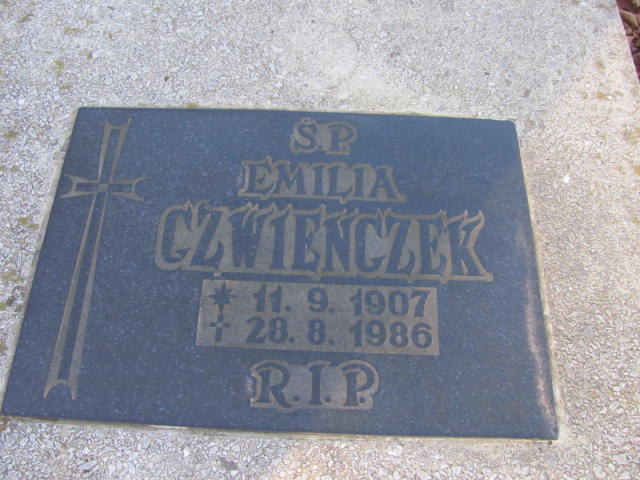 Ś.P.
EMILIA
CZWIENCZEK
* 11. 9. 1907
† 28. 8. 1986
R.I.P.